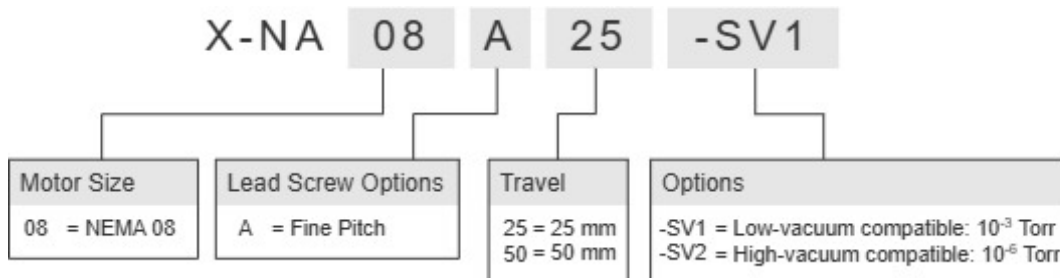 X-NA 08 A 25 -SV1
Motor Size
08 = NEMA 08
Lead Screw Options
A = Fine Pitch
Travel
25 = 25 mm
50 = 50 mm
Options
-SV1 = Low-vacuum compatible: 10⁻³ Torr
-SV2 = High-vacuum compatible: 10⁻⁶ Torr